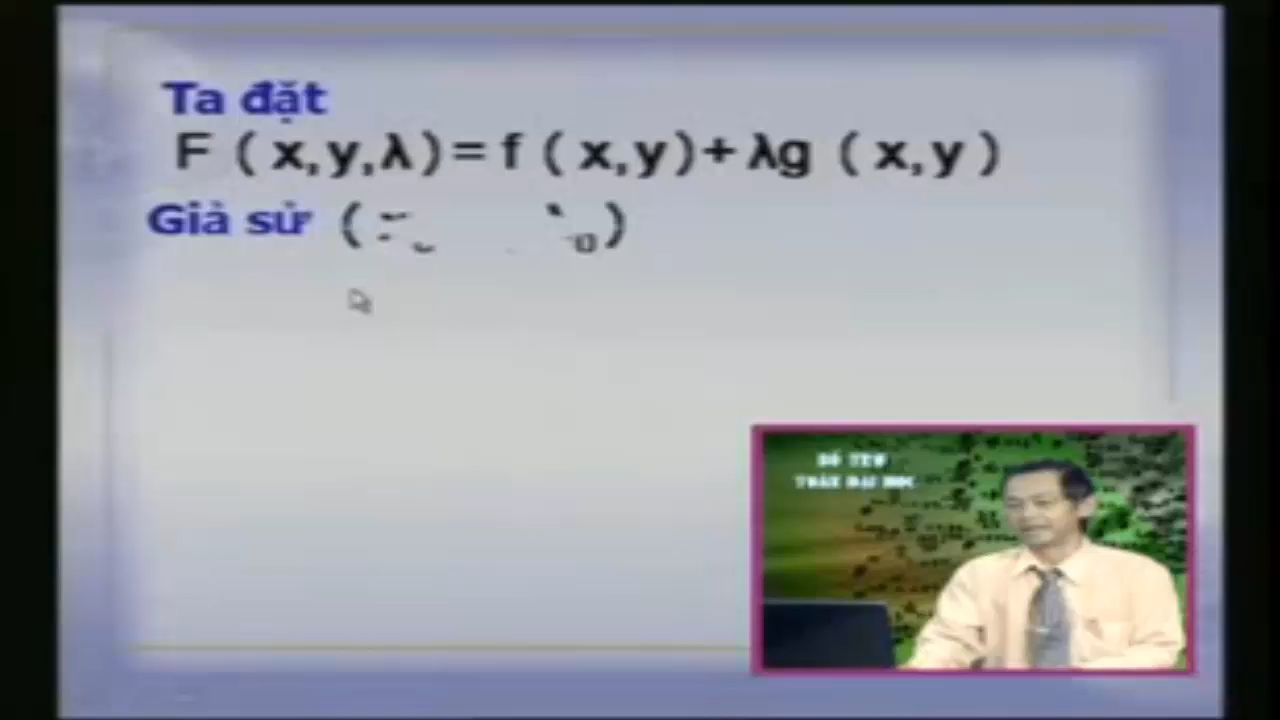 Ta đặt
F ( x,y,λ)= f ( x,y)+ λg ( x,y )
Giả sử (